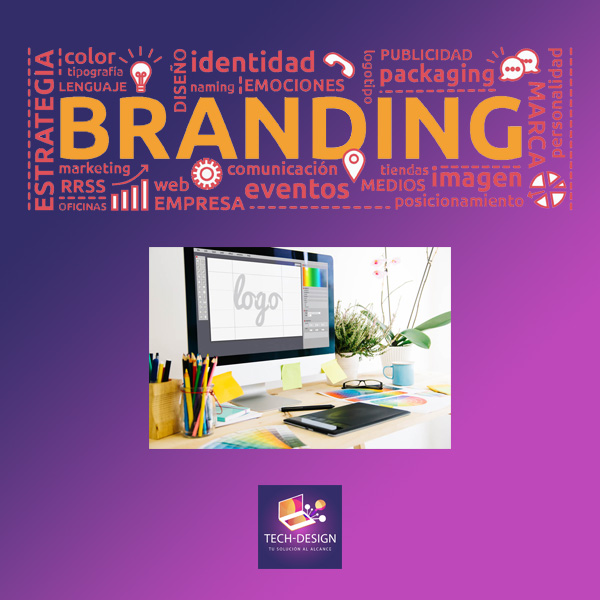 ESTRATEGIA
color
tipografía
LENGUAJE
DISEÑO
identidad
naming
EMOCIONES
logotipo
PUBLICIDAD
packaging
MARCA
personalidad
BRANDING
marketing
RRSS
OFICINAS
web
EMPRESA
comunicación
eventos
tiendas
MEDIOS
imagen
posicionamiento
logo
TECH-DESIGN
TU SOLUCIÓN AL ALCANCE